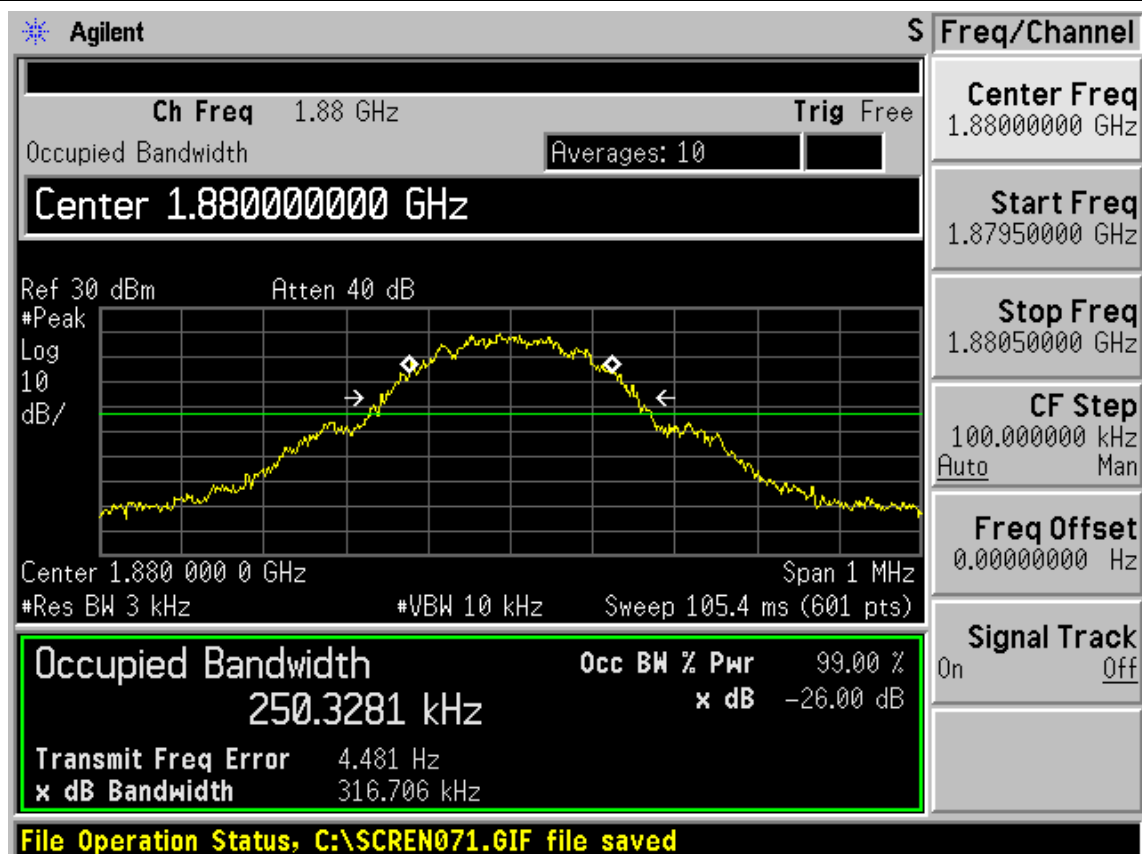 Agilent S
Ch Freq 1.88 GHz Trig Free
Occupied Bandwidth Averages: 10
Center 1.880000000 GHz
Ref 30 dBm Atten 40 dB
#Peak
Log
10
dB/
Center 1.880 000 0 GHz Span 1 MHz
#Res BW 3 kHz #VBW 10 kHz Sweep 105.4 ms (601 pts)
Occupied Bandwidth Occ BW % Pwr 99.00 %
250.3281 kHz x dB -26.00 dB
Transmit Freq Error 4.481 Hz
x dB Bandwidth 316.706 kHz
File Operation Status, C:\SCREN071.GIF file saved
Freq/Channel
Center Freq
1.88000000 GHz
Start Freq
1.87950000 GHz
Stop Freq
1.88050000 GHz
CF Step
100.000000 kHz
Auto Man
Freq Offset
0.00000000 Hz
Signal Track
On Off